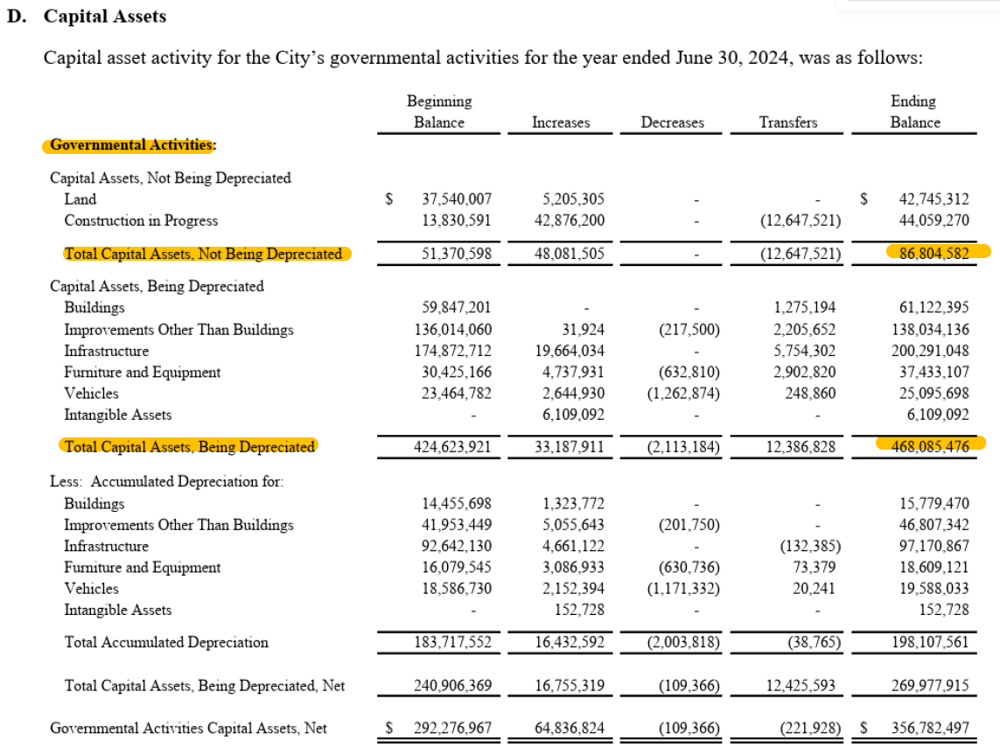 D. Capital Assets
Capital asset activity for the City's governmental activities for the year ended June 30, 2024, was as follows:
Beginning Ending
Balance Increases Decreases Transfers Balance
Governmental Activities:
Capital Assets, Not Being Depreciated
Land $ 37,540,007 5,205,305 - - $ 42,745,312
Construction in Progress 13,830,591 42,876,200 - (12,647,521) 44,059,270
Total Capital Assets, Not Being Depreciated 51,370,598 48,081,505 - (12,647,521) 86,804,582
Capital Assets, Being Depreciated
Buildings 59,847,201 - - 1,275,194 61,122,395
Improvements Other Than Buildings 136,014,060 31,924 (217,500) 2,205,652 138,034,136
Infrastructure 174,872,712 19,664,034 - 5,754,302 200,291,048
Furniture and Equipment 30,425,166 4,737,931 (632,810) 2,902,820 37,433,107
Vehicles 23,464,782 2,644,930 (1,262,874) 248,860 25,095,698
Intangible Assets - 6,109,092 - - 6,109,092
Total Capital Assets, Being Depreciated 424,623,921 33,187,911 (2,113,184) 12,386,828 468,085,476
Less: Accumulated Depreciation for:
Buildings 14,455,698 1,323,772 - - 15,779,470
Improvements Other Than Buildings 41,953,449 5,055,643 (201,750) - 46,807,342
Infrastructure 92,642,130 4,661,122 - (132,385) 97,170,867
Furniture and Equipment 16,079,545 3,086,933 (630,736) 73,379 18,609,121
Vehicles 18,586,730 2,152,394 (1,171,332) 20,241 19,588,033
Intangible Assets - 152,728 - - 152,728
Total Accumulated Depreciation 183,717,552 16,432,592 (2,003,818) (38,765) 198,107,561
Total Capital Assets, Being Depreciated, Net 240,906,369 16,755,319 (109,366) 12,425,593 269,977,915
Governmental Activities Capital Assets, Net $ 292,276,967 64,836,824 (109,366) (221,928) $ 356,782,497